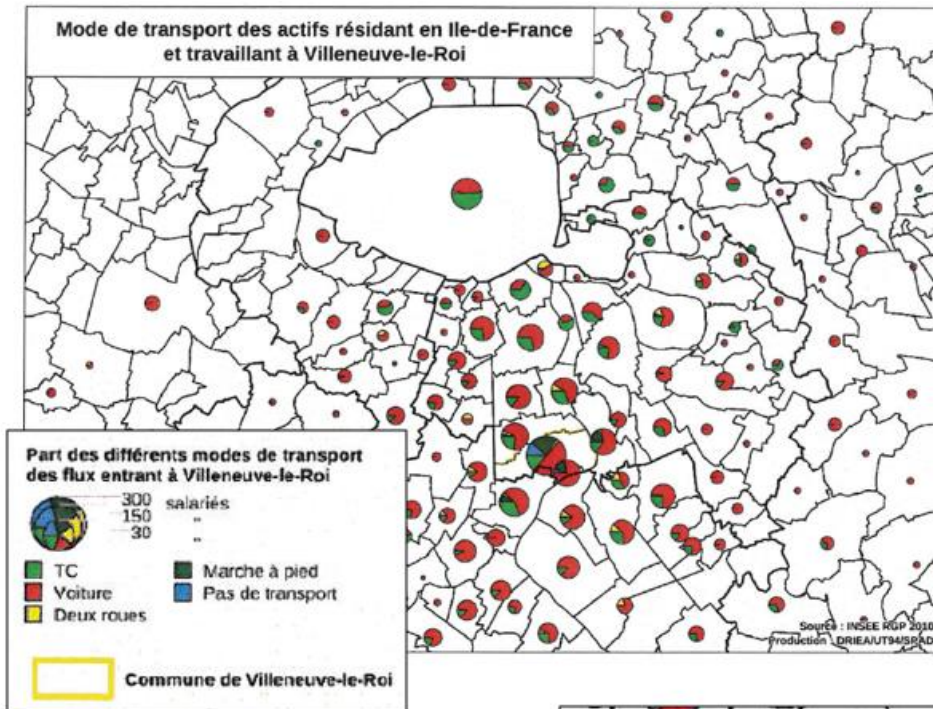 Mode de transport des actifs résidant en Ile-de-France
et travaillant à Villeneuve-le-Roi
Part des différents modes de transport
des flux entrant à Villeneuve-le-Roi
300 salariés
150 "
30 "
TC
Voiture
Deux roues
Marche à pied
Pas de transport
Commune de Villeneuve-le-Roi
Source : INSEE RGP 2010
Production : DRIEA/UT94/SPAD